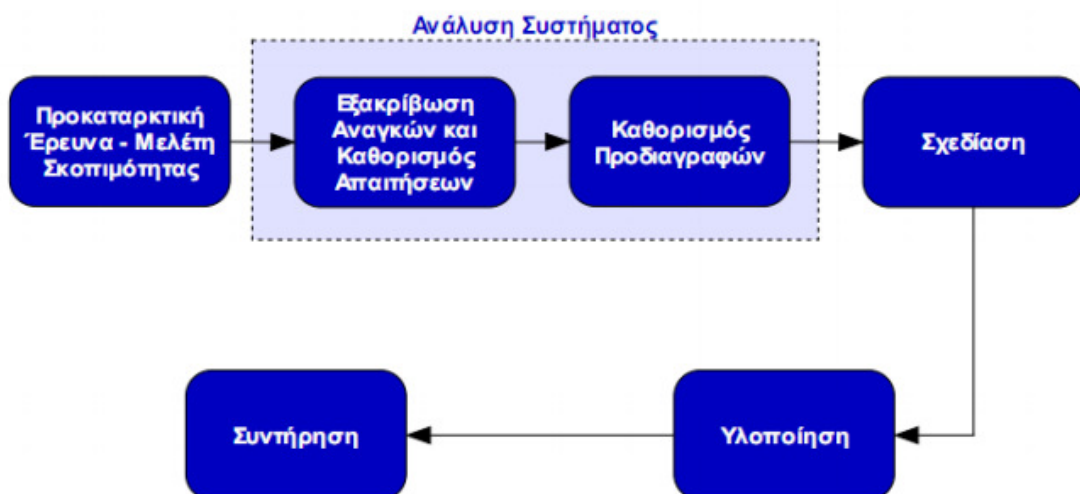 Ανάλυση Συστήματος
Προκαταρκτική
Έρευνα - Μελέτη
Σκοπιμότητας
Εξακρίβωση
Αναγκών και
Καθορισμός
Απαιτήσεων
Καθορισμός
Προδιαγραφών
Σχεδίαση
Υλοποίηση
Συντήρηση